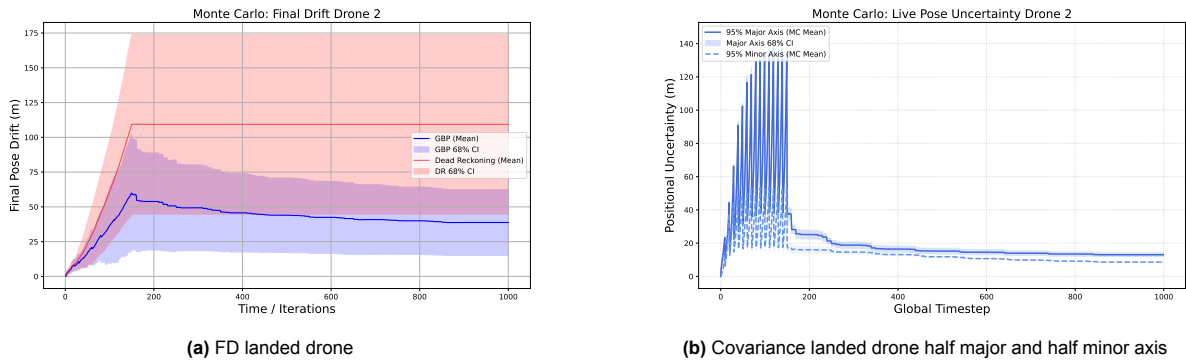 Monte Carlo: Final Drift Drone 2
Final Pose Drift (m)
175
150
125
100
75
50
25
0
GBP (Mean)
GBP 68% CI
Dead Reckoning (Mean)
DR 68% CI
0 200 400 600 800 1000
Time / Iterations
(a) FD landed drone
Monte Carlo: Live Pose Uncertainty Drone 2
Positional Uncertainty (m)
140
120
100
80
60
40
20
0
95% Major Axis (MC Mean)
Major Axis 68% CI
95% Minor Axis (MC Mean)
0 200 400 600 800 1000
Global Timestep
(b) Covariance landed drone half major and half minor axis